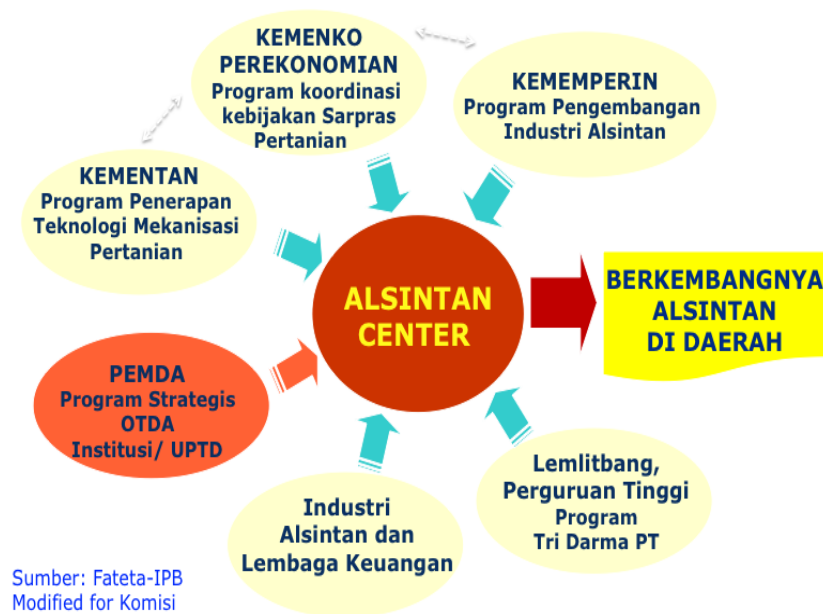 KEMENKO
PEREKONOMIAN
Program koordinasi
kebijakan Sarpras
Pertanian
KEMEMPERIN
Program Pengembangan
Industri Alsintan
KEMENTAN
Program Penerapan
Teknologi Mekanisasi
Pertanian
ALSINTAN
CENTER
BERKEMBANGNYA
ALSINTAN
DI DAERAH
PEMDA
Program Strategis
OTDA
Institusi/ UPTD
Industri
Alsintan dan
Lembaga Keuangan
Lemlitbang,
Perguruan Tinggi
Program
Tri Darma PT
Sumber: Fateta-IPB
Modified for Komisi